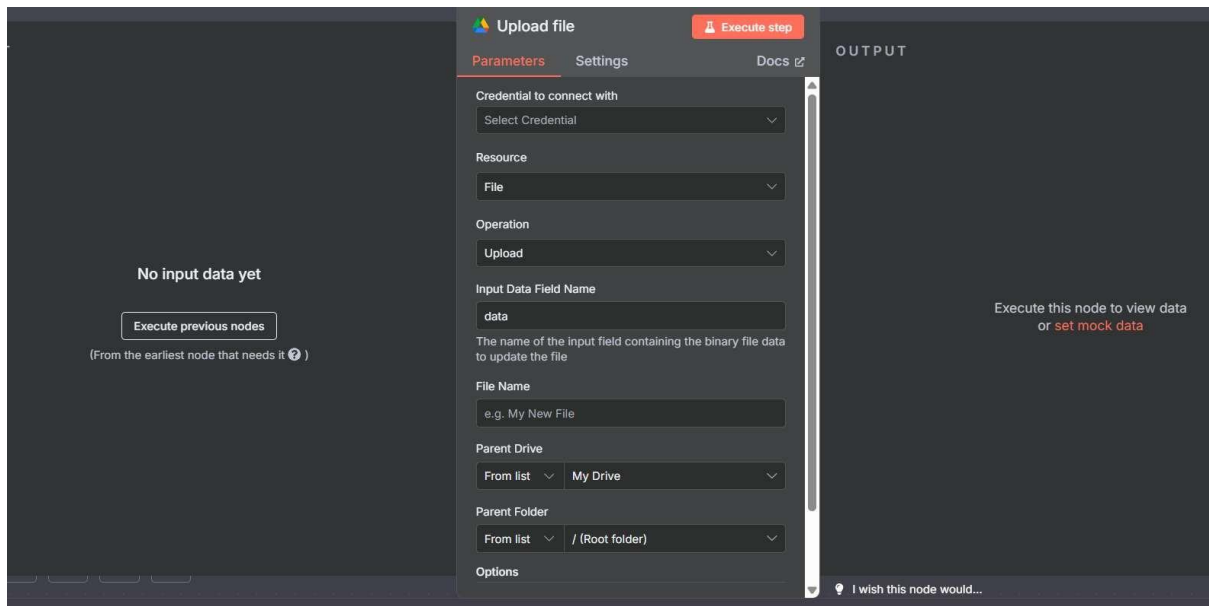 Upload file
Execute step
Parameters
Settings
Docs
OUTPUT
Credential to connect with
Select Credential
Resource
File
Operation
Upload
No input data yet
Execute previous nodes
(From the earliest node that needs it ? )
Input Data Field Name
data
The name of the input field containing the binary file data
to update the file
File Name
e.g. My New File
Parent Drive
From list
My Drive
Parent Folder
From list
/ (Root folder)
Options
Execute this node to view data
or set mock data
I wish this node would...